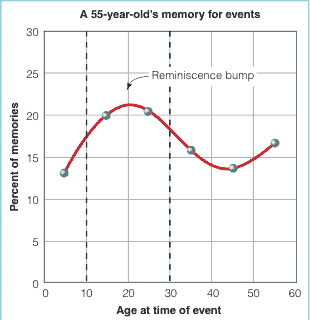 A 55-year-old's memory for events
30
25
20
15
10
5
0
Percent of memories
Reminiscence bump
0 10 20 30 40 50 60
Age at time of event